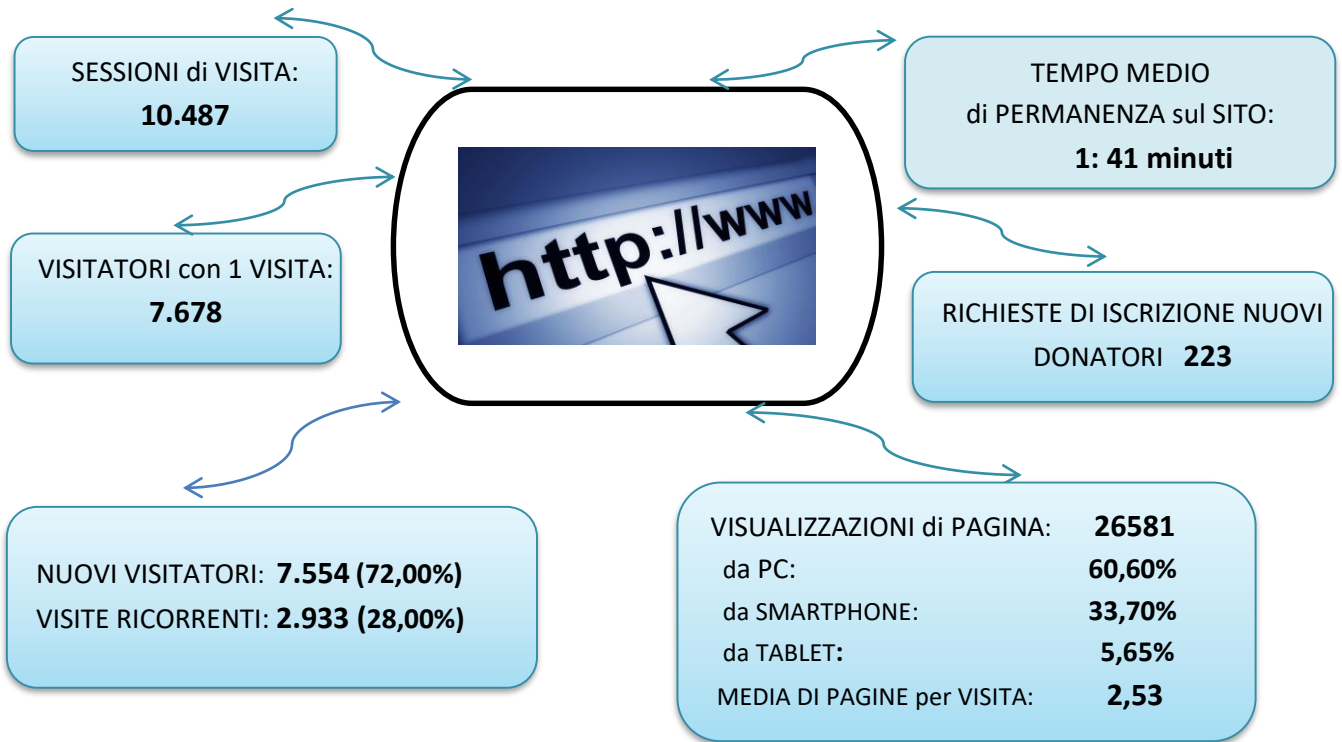 SESSIONI di VISITA:
10.487
TEMPO MEDIO
di PERMANENZA sul SITO:
1: 41 minuti
http://www
VISITATORI con 1 VISITA:
7.678
RICHIESTE DI ISCRIZIONE NUOVI
DONATORI 223
NUOVI VISITATORI: 7.554 (72,00%)
VISITE RICORRENTI: 2.933 (28,00%)
VISUALIZZAZIONI di PAGINA: 26581
da PC: 60,60%
da SMARTPHONE: 33,70%
da TABLET: 5,65%
MEDIA DI PAGINE per VISITA: 2,53